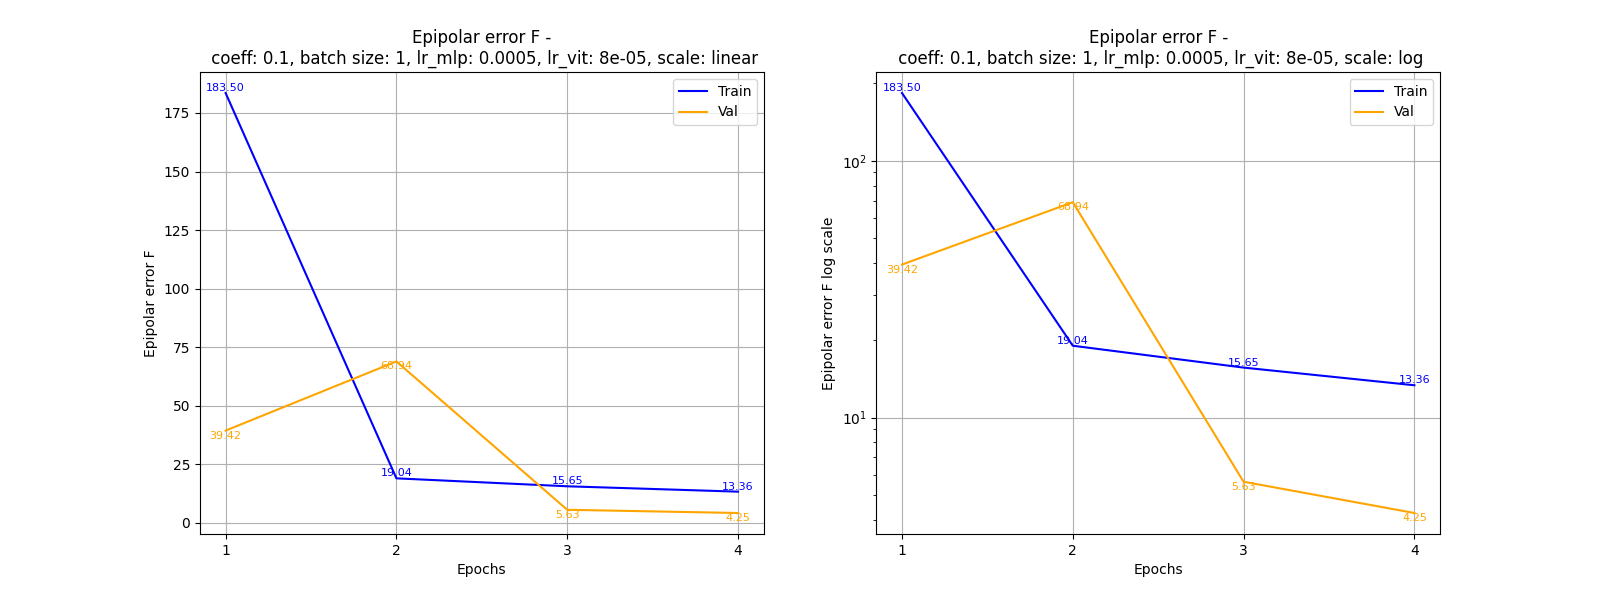 Epipolar error F -
coeff: 0.1, batch size: 1, lr_mlp: 0.0005, lr_vit: 8e-05, scale: linear
Train
Val
183.50
39.42
68.94
19.04
15.65
5.63
13.36
4.25
175
150
125
100
75
50
25
0
Epipolar error F
1 2 3 4
Epochs
Epipolar error F -
coeff: 0.1, batch size: 1, lr_mlp: 0.0005, lr_vit: 8e-05, scale: log
Train
Val
183.50
39.42
68.94
19.04
15.65
5.63
13.36
4.25
10²
10¹
Epipolar error F log scale
1 2 3 4
Epochs